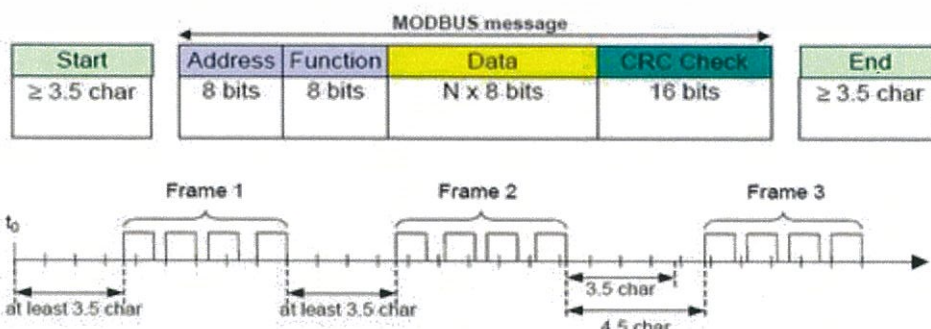 MODBUS message
Start Address Function Data CRC Check End
≥ 3.5 char 8 bits 8 bits N x 8 bits 16 bits ≥ 3.5 char
Frame 1 Frame 2 Frame 3
t0
at least 3.5 char at least 3.5 char 3.5 char
4.5 char